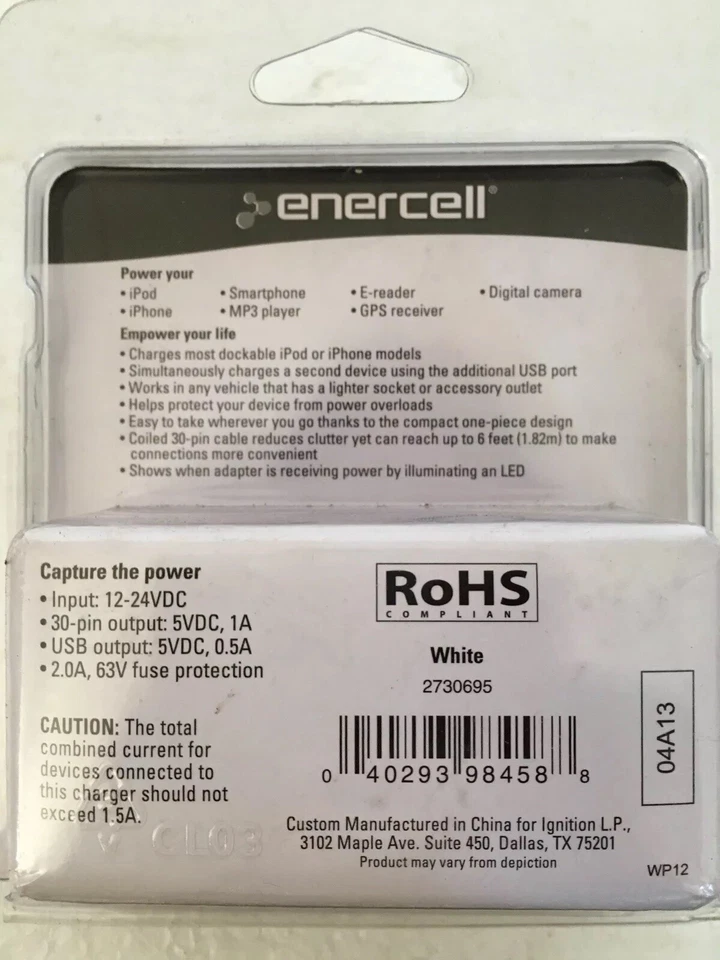 enercell®
Power your
• iPod • Smartphone • E-reader • Digital camera
• iPhone • MP3 player • GPS receiver
Empower your life
• Charges most dockable iPod or iPhone models
• Simultaneously charges a second device using the additional USB port
• Works in any vehicle that has a lighter socket or accessory outlet
• Helps protect your device from power overloads
• Easy to take wherever you go thanks to the compact one-piece design
• Coiled 30-pin cable reduces clutter yet can reach up to 6 feet (1.82m) to make
connections more convenient
• Shows when adapter is receiving power by illuminating an LED
Capture the power
• Input: 12-24VDC
• 30-pin output: 5VDC, 1A
• USB output: 5VDC, 0.5A
• 2.0A, 63V fuse protection
CAUTION: The total
combined current for
devices connected to
this charger should not
exceed 1.5A.
CL03
RoHS
COMPLIANT
White
2730695
0 40293 98458 8
04A13
Custom Manufactured in China for Ignition L.P.,
3102 Maple Ave. Suite 450, Dallas, TX 75201
Product may vary from depiction
WP12